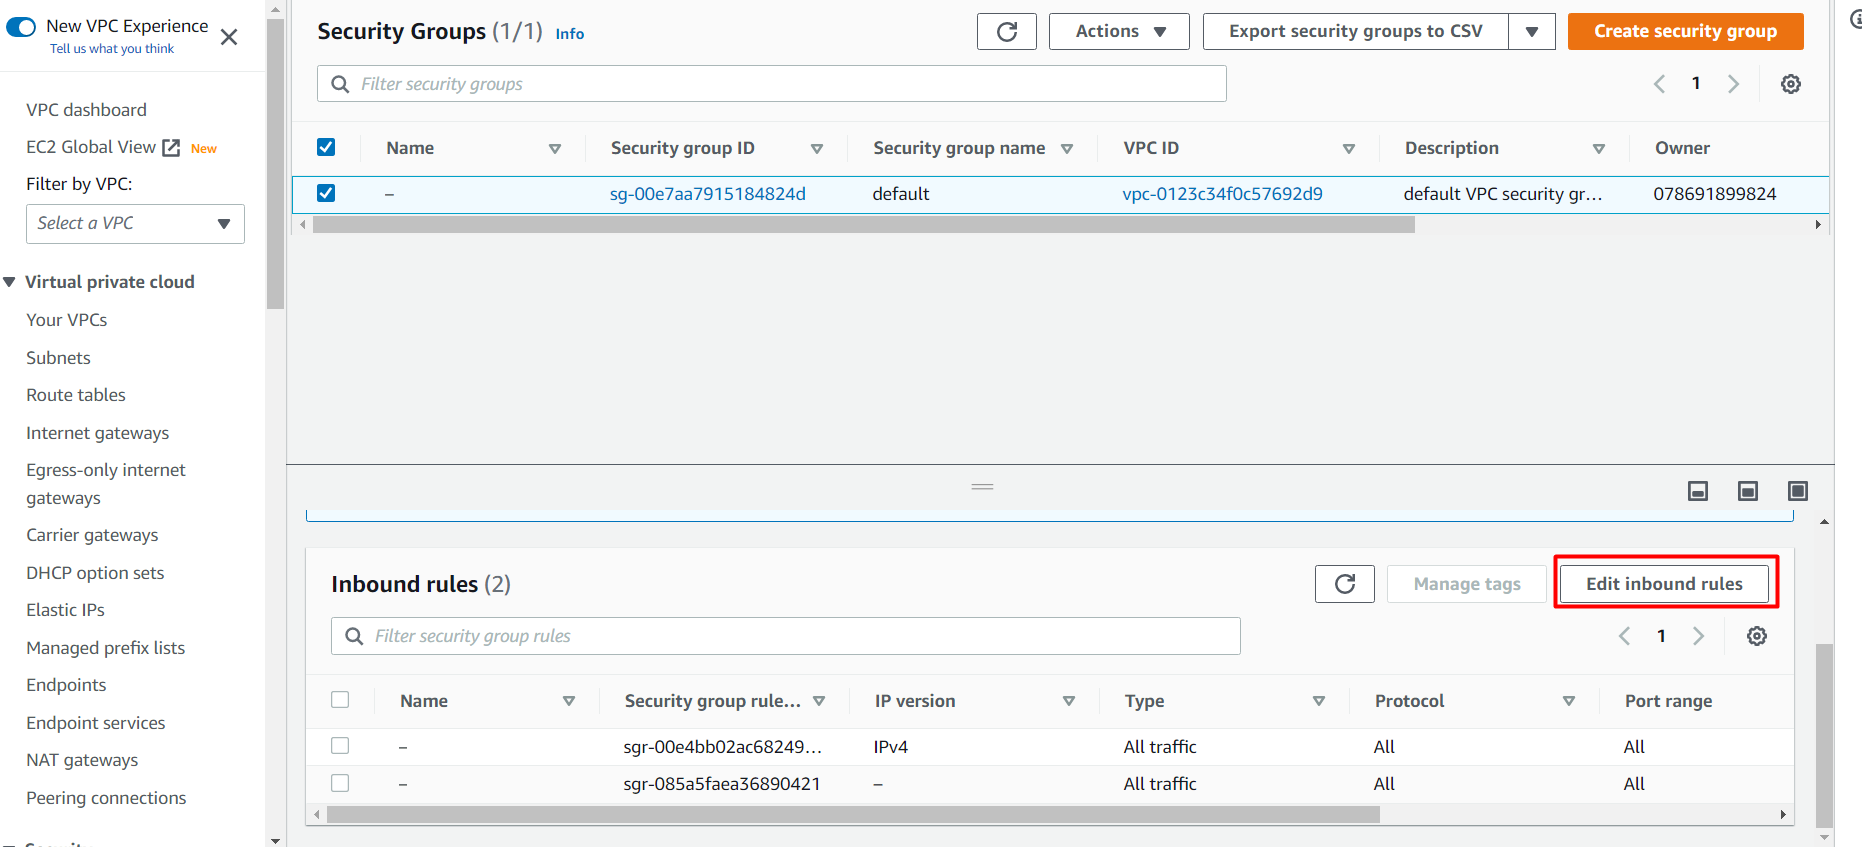 New VPC Experience
Tell us what you think
VPC dashboard
EC2 Global View New
Filter by VPC:
Select a VPC
Virtual private cloud
Your VPCs
Subnets
Route tables
Internet gateways
Egress-only internet
gateways
Carrier gateways
DHCP option sets
Elastic IPs
Managed prefix lists
Endpoints
Endpoint services
NAT gateways
Peering connections
Security
Security Groups (1/1) Info
Actions
Export security groups to CSV
Create security group
Filter security groups
1
Name Security group ID Security group name VPC ID Description Owner
– sg-00e7aa7915184824d default vpc-0123c34f0c57692d9 default VPC security gr... 078691899824
Inbound rules (2)
Manage tags
Edit inbound rules
Filter security group rules
1
Name Security group rule... IP version Type Protocol Port range
– sgr-00e4bb02ac68249... IPv4 All traffic All All
– sgr-085a5faea36890421 – All traffic All All